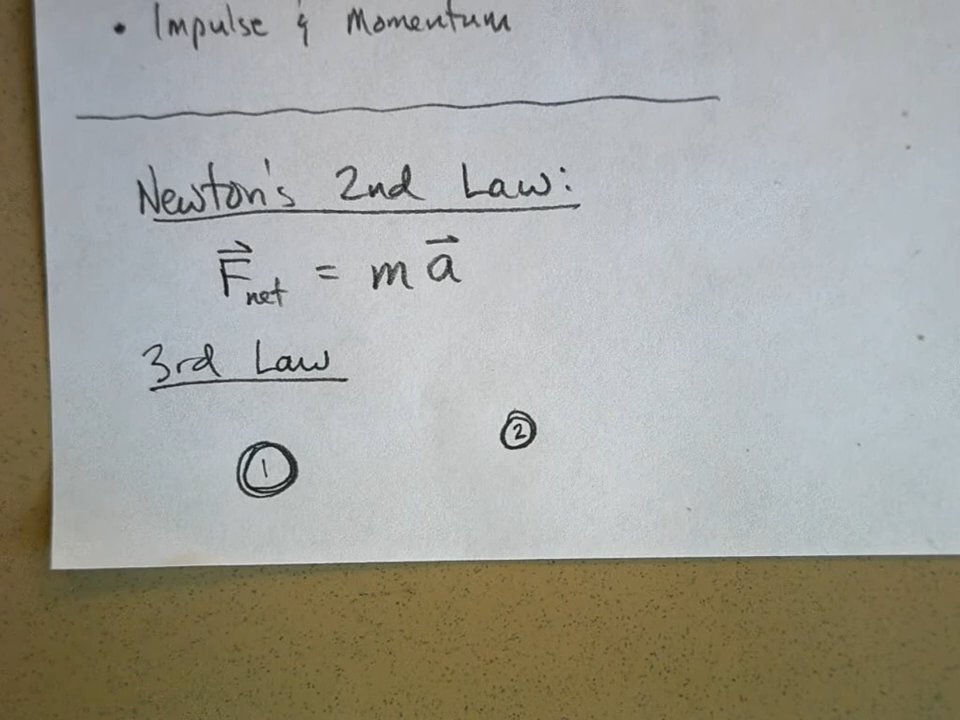 • Impulse & Momentum
Newton's 2nd Law:
F⃗net = m a⃗
3rd Law
1
2